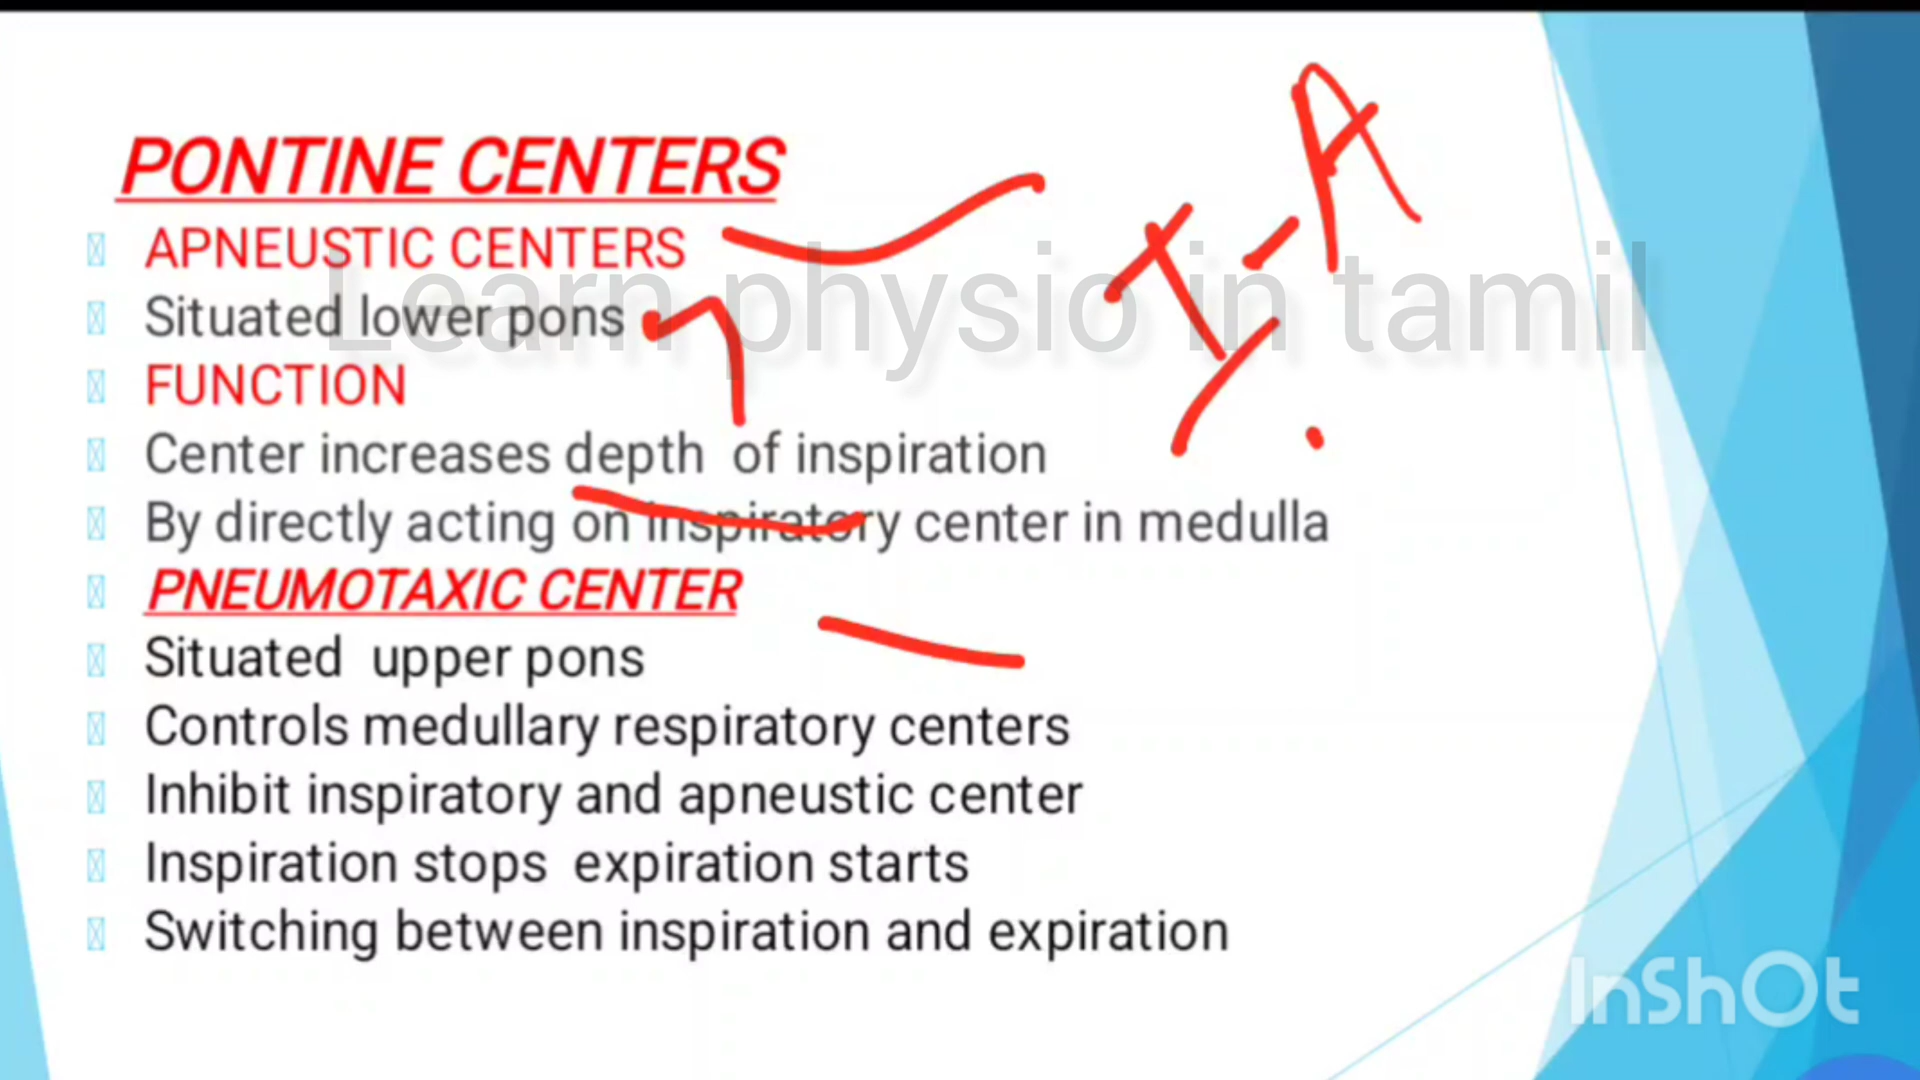 PONTINE CENTERS
APNEUSTIC CENTERS
Situated lower pons
FUNCTION
Center increases depth of inspiration
By directly acting on inspiratory center in medulla
PNEUMOTAXIC CENTER
Situated upper pons
Controls medullary respiratory centers
Inhibit inspiratory and apneustic center
Inspiration stops expiration starts
Switching between inspiration and expiration
I-A
Learn physio in tamil
InShOt